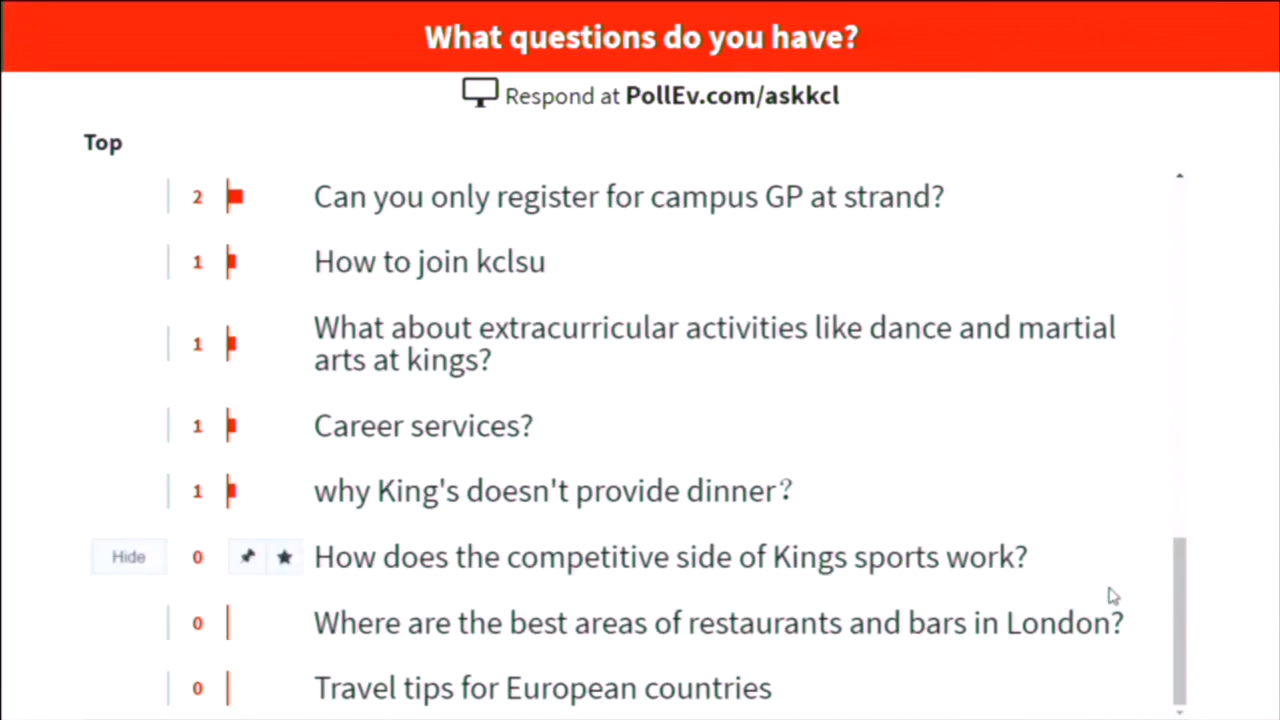 What questions do you have?
Respond at PollEv.com/askkcl
Top
2 Can you only register for campus GP at strand?
1 How to join kclsu
1 What about extracurricular activities like dance and martial
arts at kings?
1 Career services?
1 why King's doesn't provide dinner？
Hide 0 How does the competitive side of Kings sports work?
0 Where are the best areas of restaurants and bars in London?
0 Travel tips for European countries